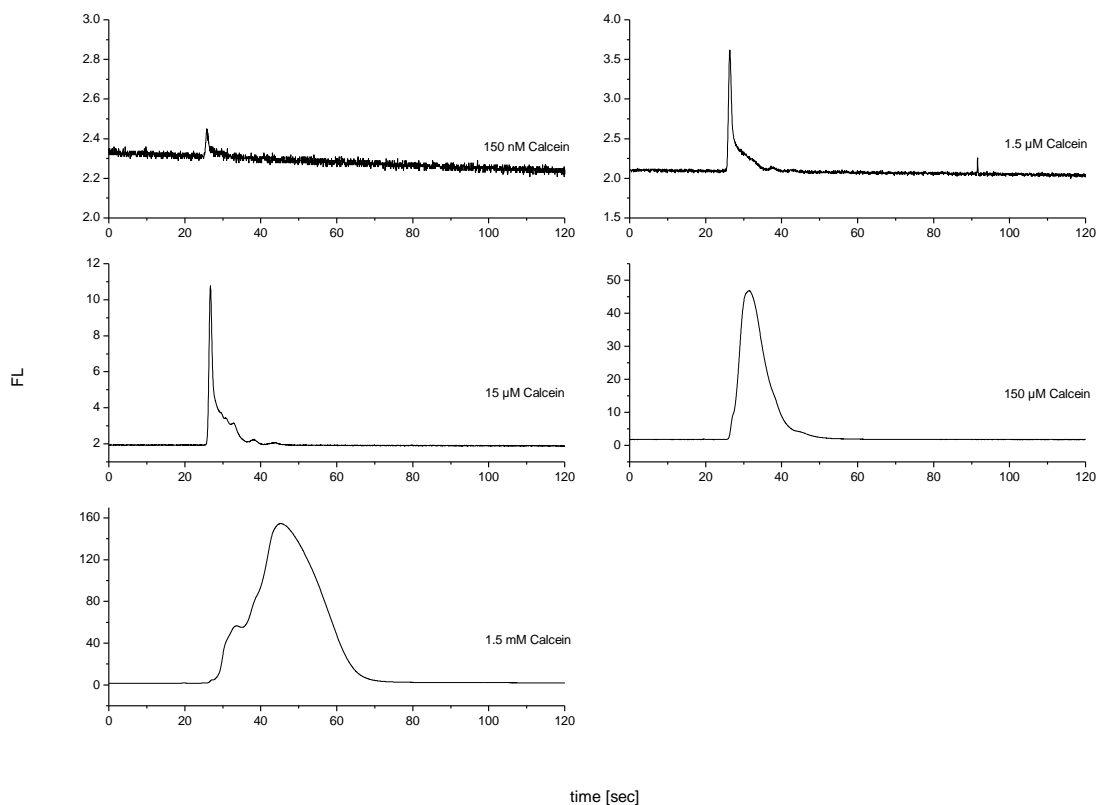 3.0
2.8
2.6
2.4
2.2
2.0
150 nM Calcein
0 20 40 60 80 100 120
4.0
3.5
3.0
2.5
2.0
1.5
1.5 µM Calcein
0 20 40 60 80 100 120
12
10
8
6
4
2
15 µM Calcein
0 20 40 60 80 100 120
50
40
30
20
10
0
150 µM Calcein
0 20 40 60 80 100 120
FL
160
120
80
40
0
1.5 mM Calcein
0 20 40 60 80 100 120
time [sec]